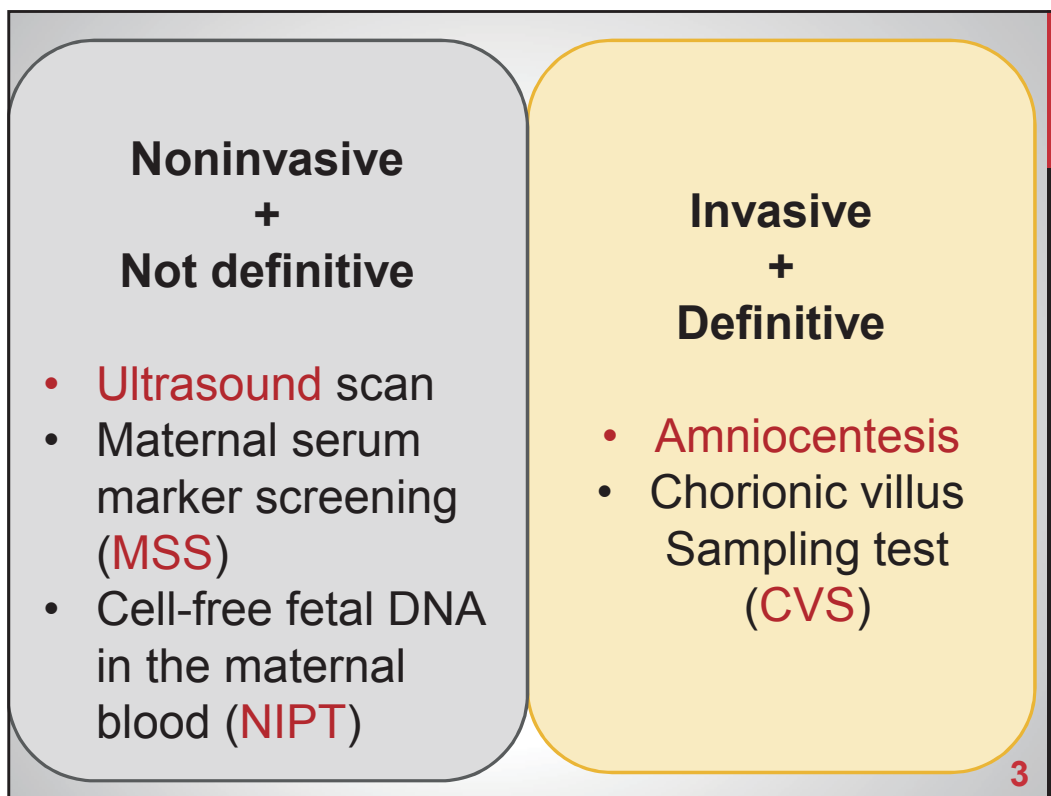 Noninvasive
+
Not definitive
• Ultrasound scan
• Maternal serum
marker screening
(MSS)
• Cell-free fetal DNA
in the maternal
blood (NIPT)
Invasive
+
Definitive
• Amniocentesis
• Chorionic villus
Sampling test
(CVS)
3